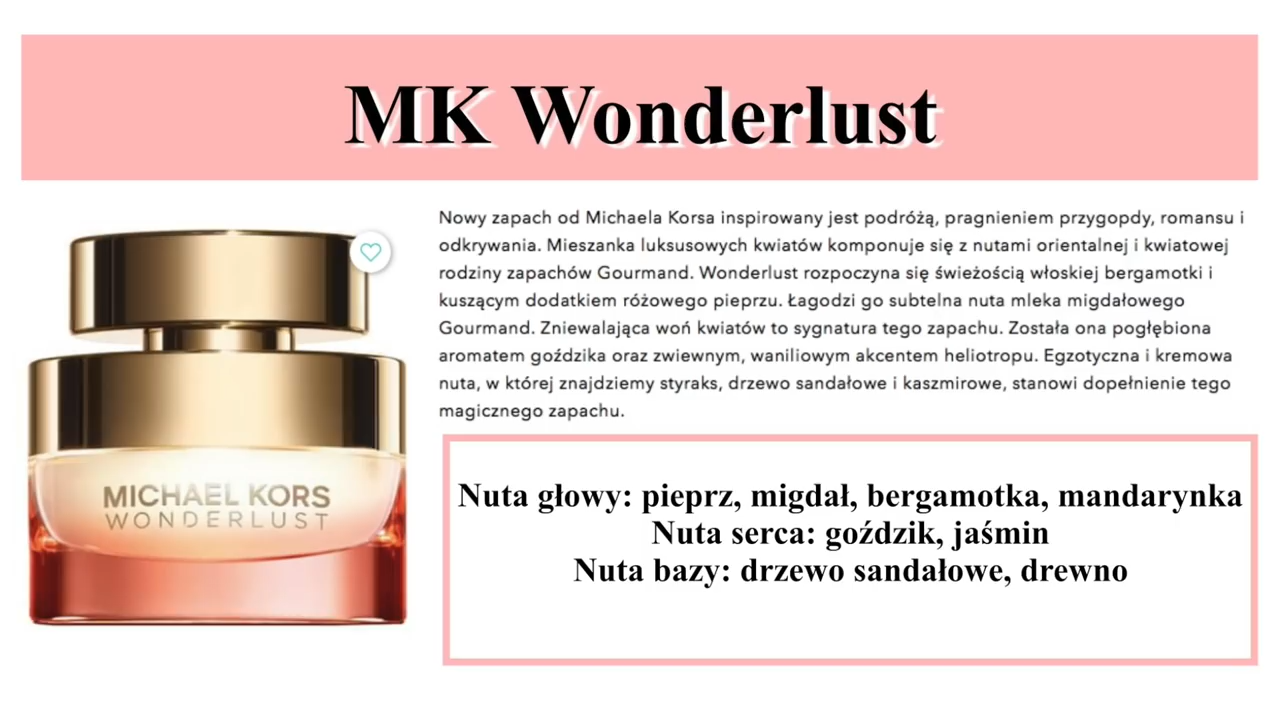 MK Wonderlust
Nowy zapach od Michaela Korsa inspirowany jest podróżą, pragnieniem przygopdy, romansu i
odkrywania. Mieszanka luksusowych kwiatów komponuje się z nutami orientalnej i kwiatowej
rodziny zapachów Gourmand. Wonderlust rozpoczyna się świeżością włoskiej bergamotki i
kuszącym dodatkiem różowego pieprzu. Łagodzi go subtelna nuta mleka migdałowego
Gourmand. Zniewalająca woń kwiatów to sygnatura tego zapachu. Została ona pogłębiona
aromatem goździka oraz zwiewnym, waniliowym akcentem heliotropu. Egzotyczna i kremowa
nuta, w której znajdziemy styraks, drzewo sandałowe i kaszmirowe, stanowi dopełnienie tego
magicznego zapachu.
MICHAEL KORS
WONDERLUST
Nuta głowy: pieprz, migdał, bergamotka, mandarynka
Nuta serca: goździk, jaśmin
Nuta bazy: drzewo sandałowe, drewno